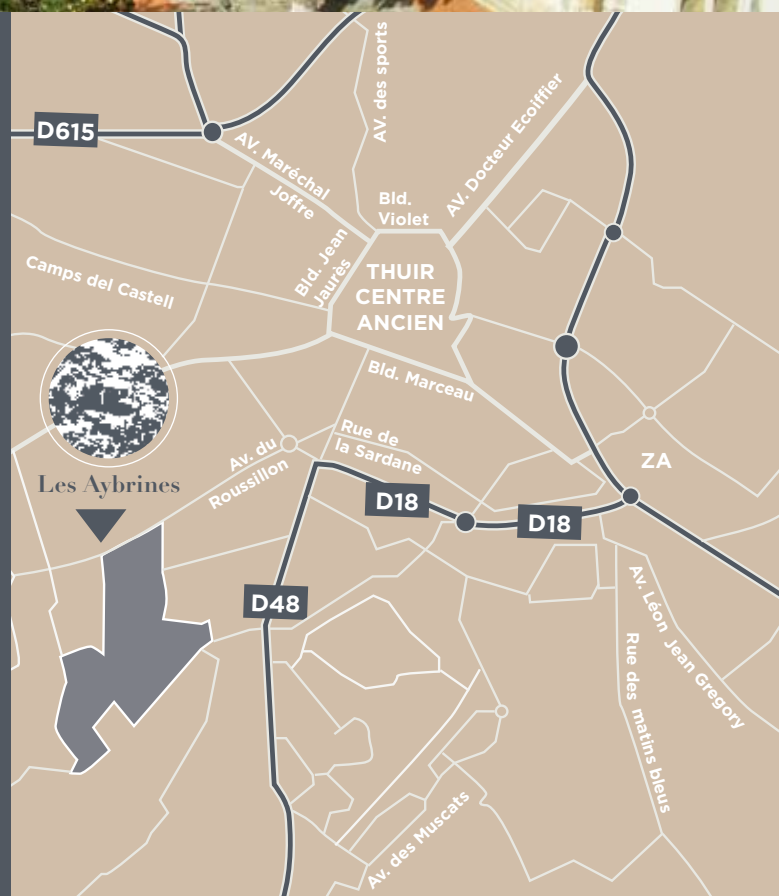 AV. des sports
D615
AV. Maréchal
Joffre
AV. Docteur Ecoiffier
Bld.
Violet
Bld. Jean
Jaurès
Camps del Castell
THUIR
CENTRE
ANCIEN
Bld. Marceau
Rue de
la Sardane
Av. du
Roussillon
ZA
Les Aybrines
D18
D18
D48
Av. Léon Jean Gregory
Rue des matins bleus
Av. des Muscats